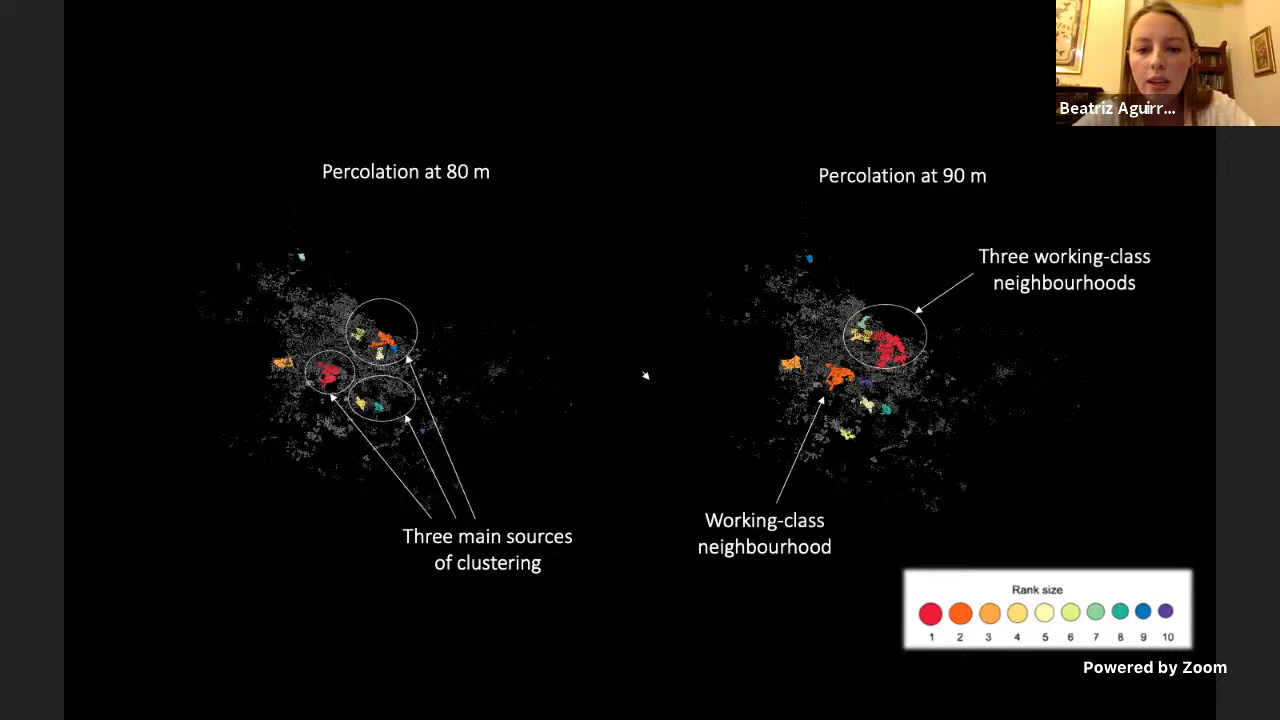 Beatriz Aguirr...
Percolation at 80 m
Percolation at 90 m
Three working-class
neighbourhoods
Three main sources
of clustering
Working-class
neighbourhood
Rank size
1 2 3 4 5 6 7 8 9 10
Powered by Zoom